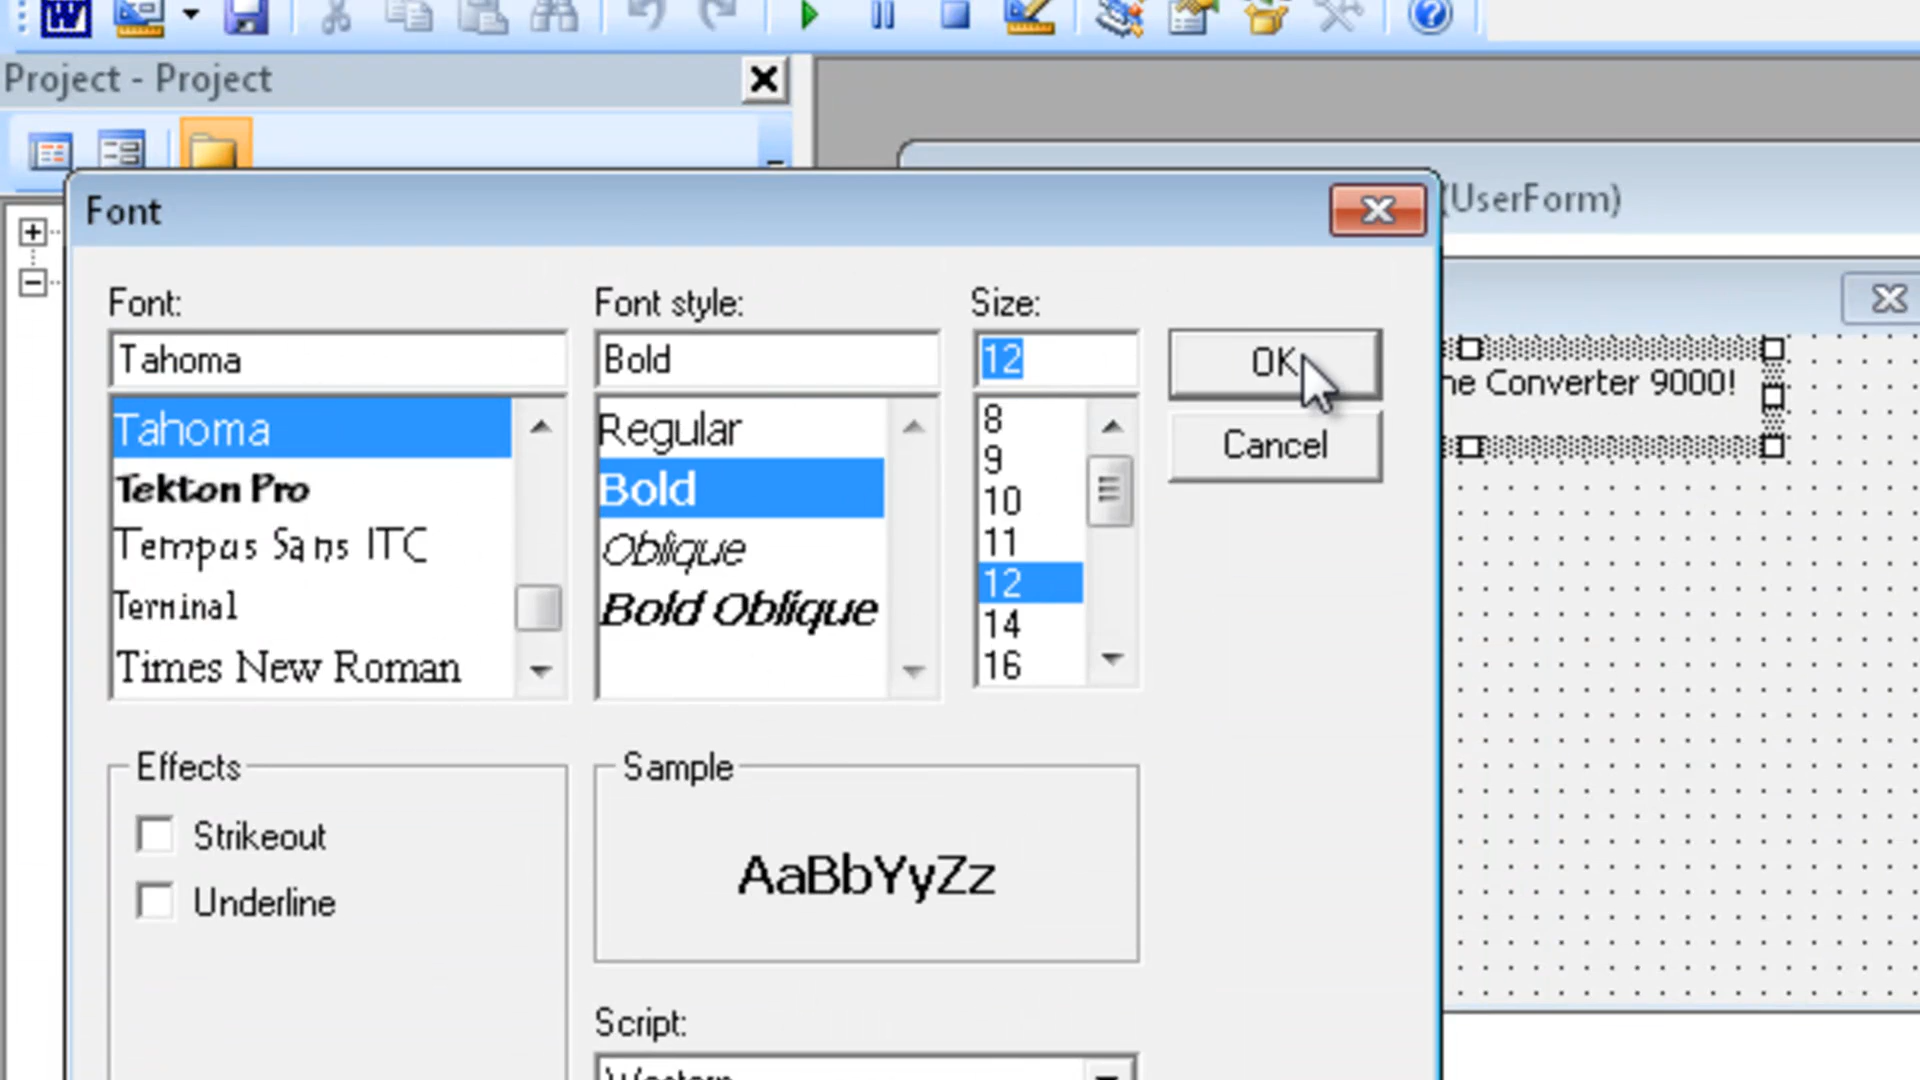 W
?
Project - Project
(UserForm)
Font
Font:
Font style:
Size:
Tahoma
Bold
12
OK
ne Converter 9000!
Tahoma
Tekton Pro
Tempus Sans ITC
Terminal
Times New Roman
Regular
Bold
Oblique
Bold Oblique
8
9
10
11
12
14
16
Cancel
Effects
Strikeout
Underline
Sample
AaBbYyZz
Script:
Western